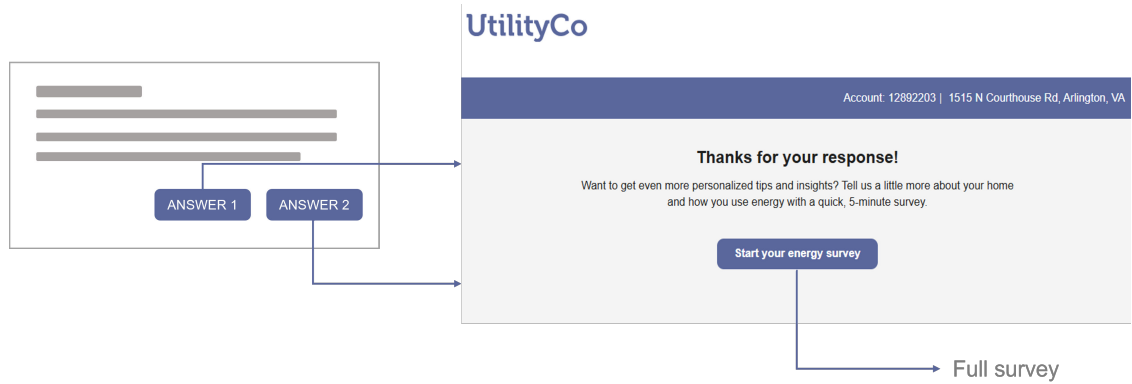 UtilityCo
Account: 12892203 | 1515 N Courthouse Rd, Arlington, VA
Thanks for your response!
Want to get even more personalized tips and insights? Tell us a little more about your home
and how you use energy with a quick, 5-minute survey.
ANSWER 1
ANSWER 2
Start your energy survey
Full survey